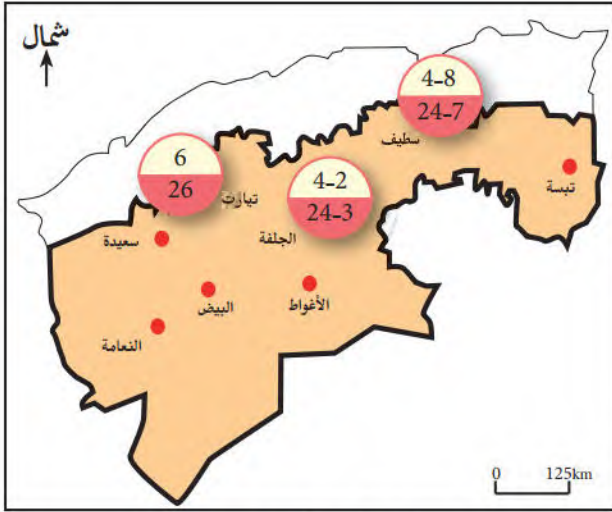 شمال
4-8
24-7
سطيف
6
26
4-2
24-3
تبسة
تيارت
سعيدة
الجلفة
البيض
الأغواط
النعامة
0 125km